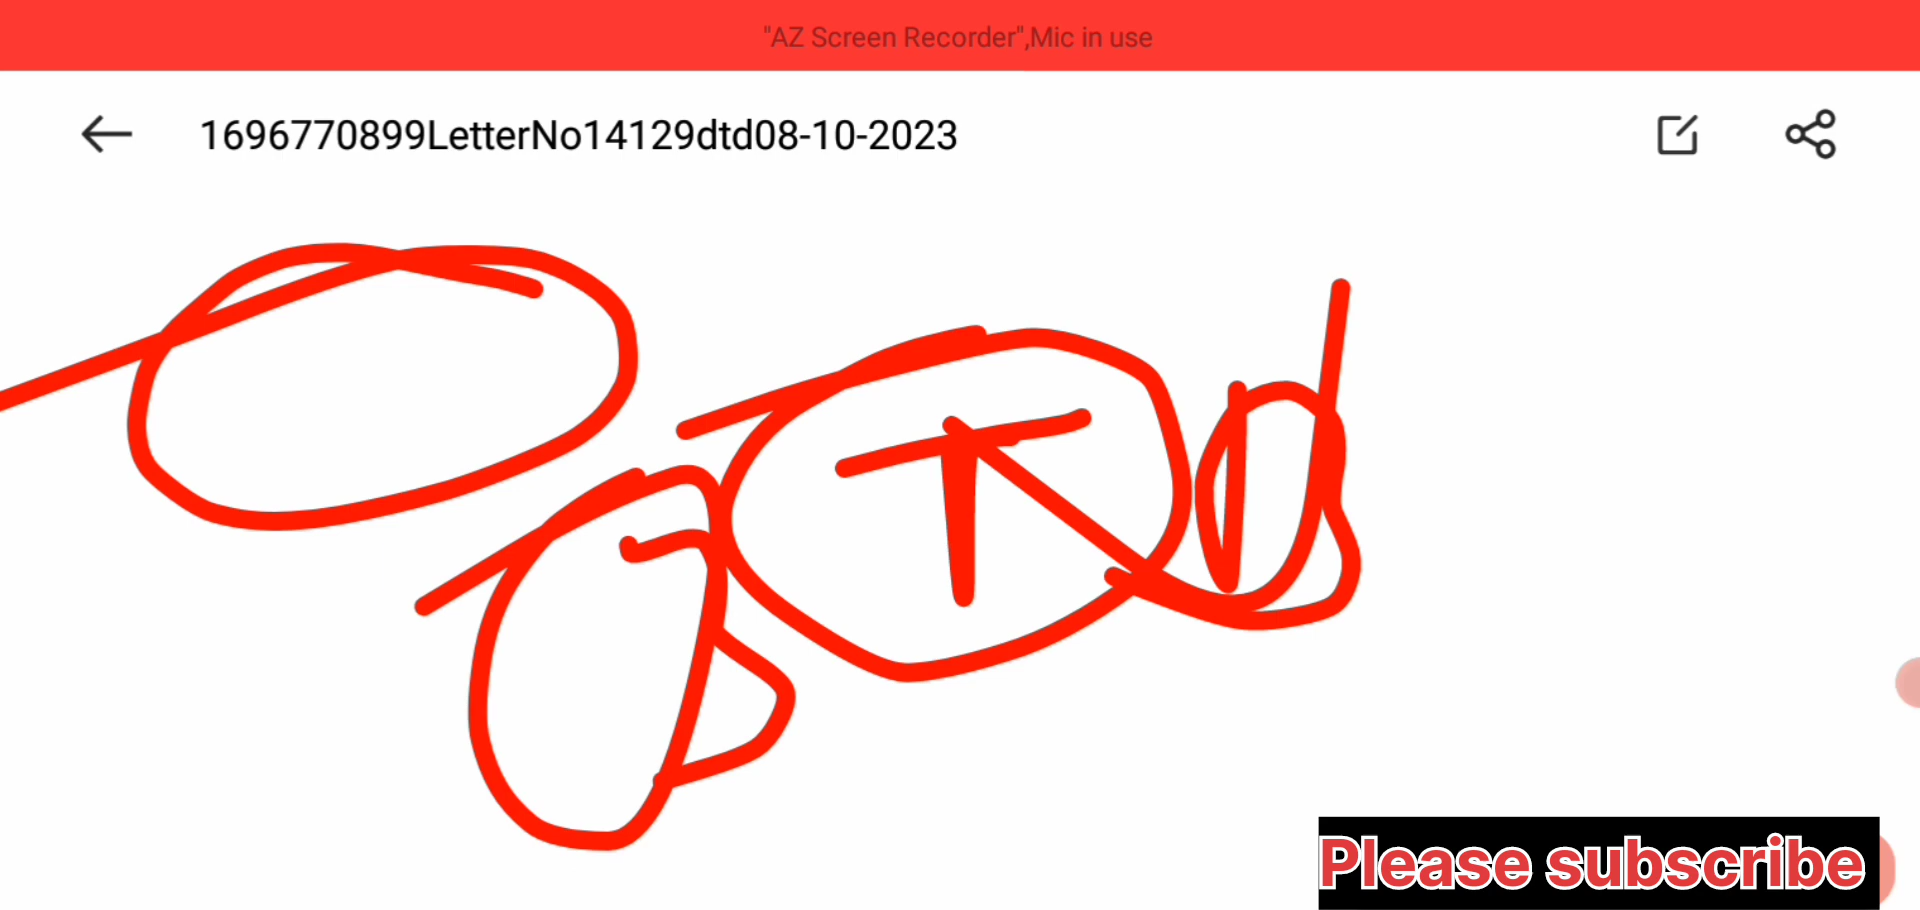 "AZ Screen Recorder",Mic in use
1696770899LetterNo14129dtd08-10-2023
Please subscribe